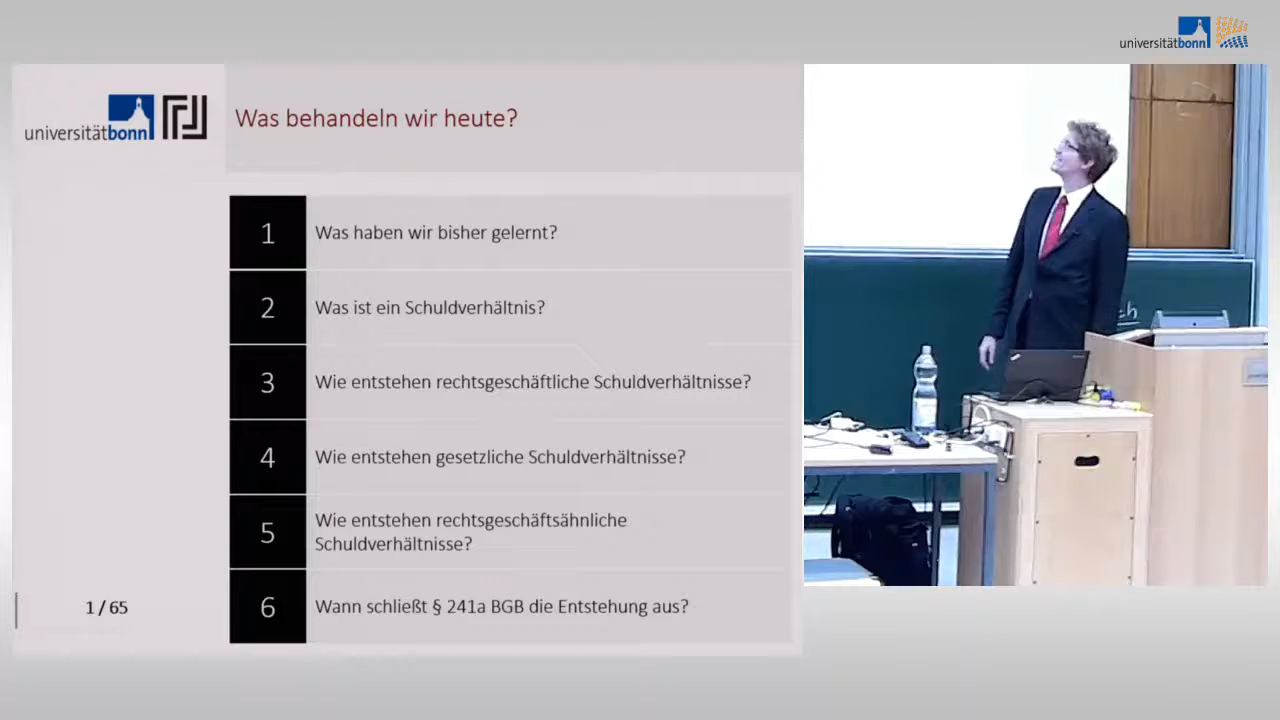 universitätbonn
universitätbonn
Was behandeln wir heute?
1
Was haben wir bisher gelernt?
2
Was ist ein Schuldverhältnis?
3
Wie entstehen rechtsgeschäftliche Schuldverhältnisse?
4
Wie entstehen gesetzliche Schuldverhältnisse?
5
Wie entstehen rechtsgeschäftsähnliche
Schuldverhältnisse?
6
Wann schließt § 241a BGB die Entstehung aus?
1 / 65